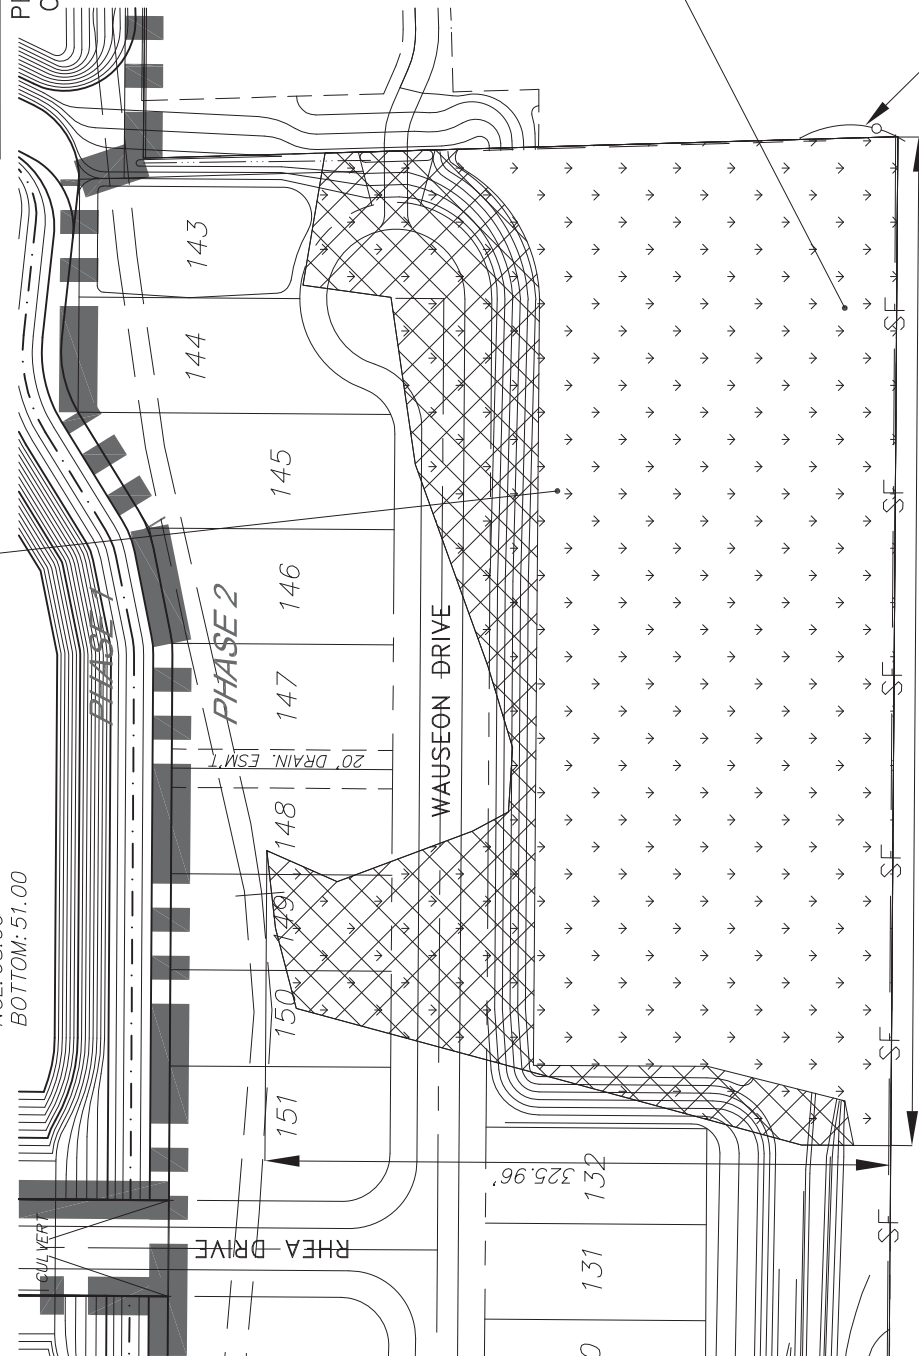 PHASE 1
PHASE 2
143
144
145
146
147
20' DRAIN. ESM'T
148
149
150
151
WAUSEON DRIVE
RHEA DRIVE
CULVERT
BOTTOM: 51.00
325.96'
132
131
SF
SF
SF
SF
SF
SF